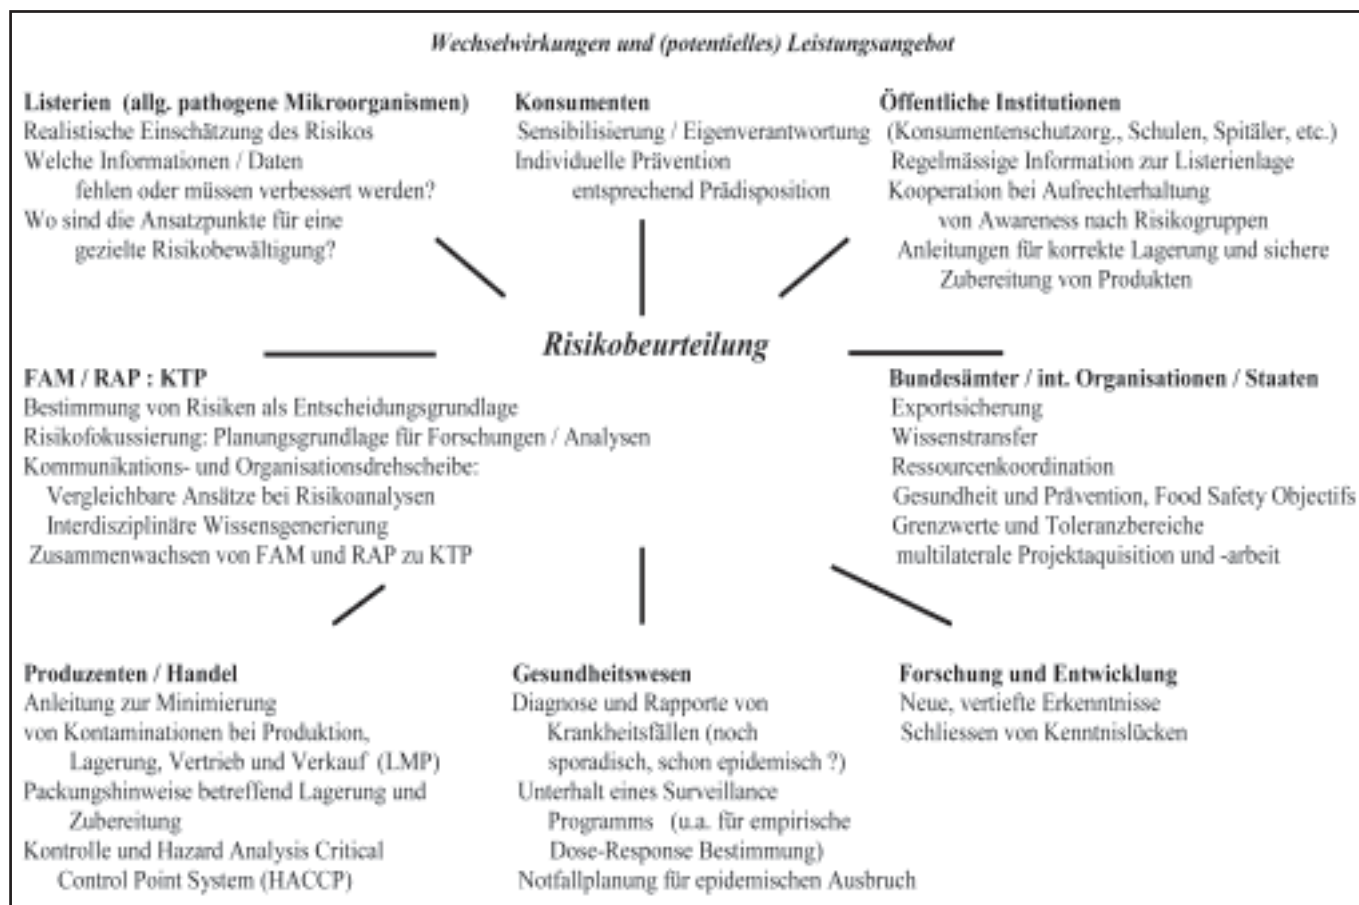 Wechselwirkungen und (potentielles) Leistungsangebot
Listerien (allg. pathogene Mikroorganismen)
Realistische Einschätzung des Risikos
Welche Informationen / Daten
fehlen oder müssen verbessert werden?
Wo sind die Ansatzpunkte für eine
gezielte Risikobewältigung?
Konsumenten
Sensibilisierung / Eigenverantwortung
Individuelle Prävention
entsprechend Prädisposition
Öffentliche Institutionen
(Konsumentenschutzorg., Schulen, Spitäler, etc.)
Regelmässige Information zur Listerienlage
Kooperation bei Aufrechterhaltung
von Awareness nach Risikogruppen
Anleitungen für korrekte Lagerung und sichere
Zubereitung von Produkten
Risikobeurteilung
FAM / RAP : KTP
Bestimmung von Risiken als Entscheidungsgrundlage
Risikofokussierung: Planungsgrundlage für Forschungen / Analysen
Kommunikations- und Organisationsdrehscheibe:
Vergleichbare Ansätze bei Risikoanalysen
Interdisziplinäre Wissensgenerierung
Zusammenwachsen von FAM und RAP zu KTP
Bundesämter / int. Organisationen / Staaten
Exportsicherung
Wissenstransfer
Ressourcenkoordination
Gesundheit und Prävention, Food Safety Objectifs
Grenzwerte und Toleranzbereiche
multilaterale Projektaquisition und -arbeit
Produzenten / Handel
Anleitung zur Minimierung
von Kontaminationen bei Produktion,
Lagerung, Vertrieb und Verkauf (LMP)
Packungshinweise betreffend Lagerung und
Zubereitung
Kontrolle und Hazard Analysis Critical
Control Point System (HACCP)
Gesundheitswesen
Diagnose und Rapporte von
Krankheitsfällen (noch
sporadisch, schon epidemisch ?)
Unterhalt eines Surveillance
Programms (u.a. für empirische
Dose-Response Bestimmung)
Notfallplanung für epidemischen Ausbruch
Forschung und Entwicklung
Neue, vertiefte Erkenntnisse
Schliessen von Kenntnislücken